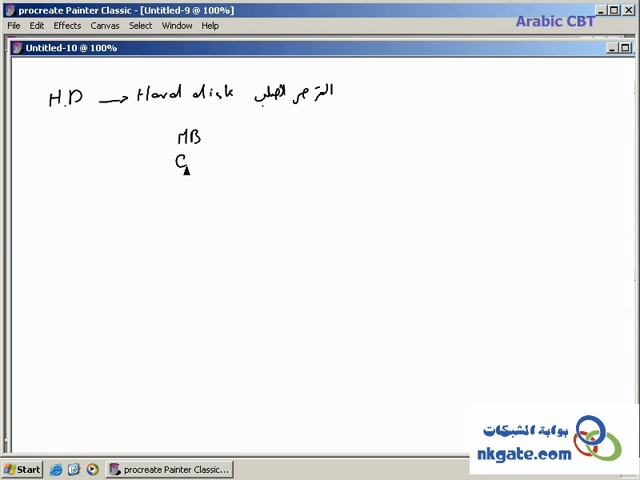 procreate Painter Classic - [Untitled-9 @ 100%]
Arabic CBT
File Edit Effects Canvas Select Window Help
Untitled-10 @ 100%
H.D → Hard disk القرص الصلب
MB
C
بوابة الشبكات
nkgate.com
Start procreate Painter Classic...